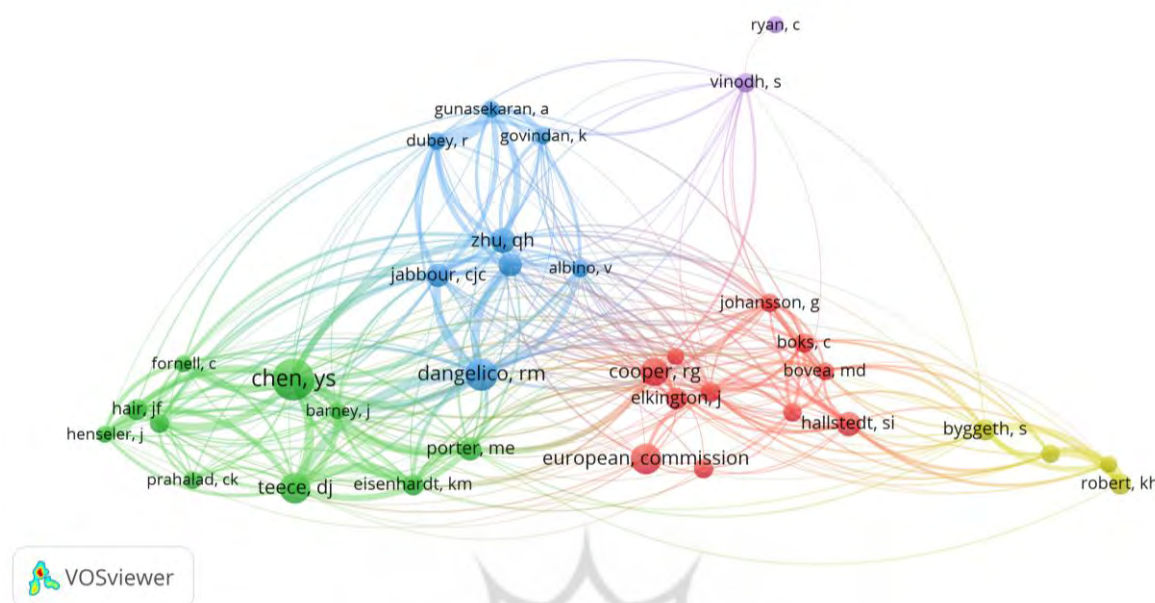 ryan, c
vinodh, s
gunasekaran, a
dubey, r
govindan, k
zhu, qh
jabbour, cjc
albino, v
johansson, g
boks, c
fornell, c
chen, ys
dangelico, rm
cooper, rg
bovea, md
elkington, j
hair, jf
barney, j
henseler, j
hallstedt, si
byggeth, s
porter, me
european, commission
prahalad, ck
teece, dj
eisenhardt, km
robert, kh
VOSviewer